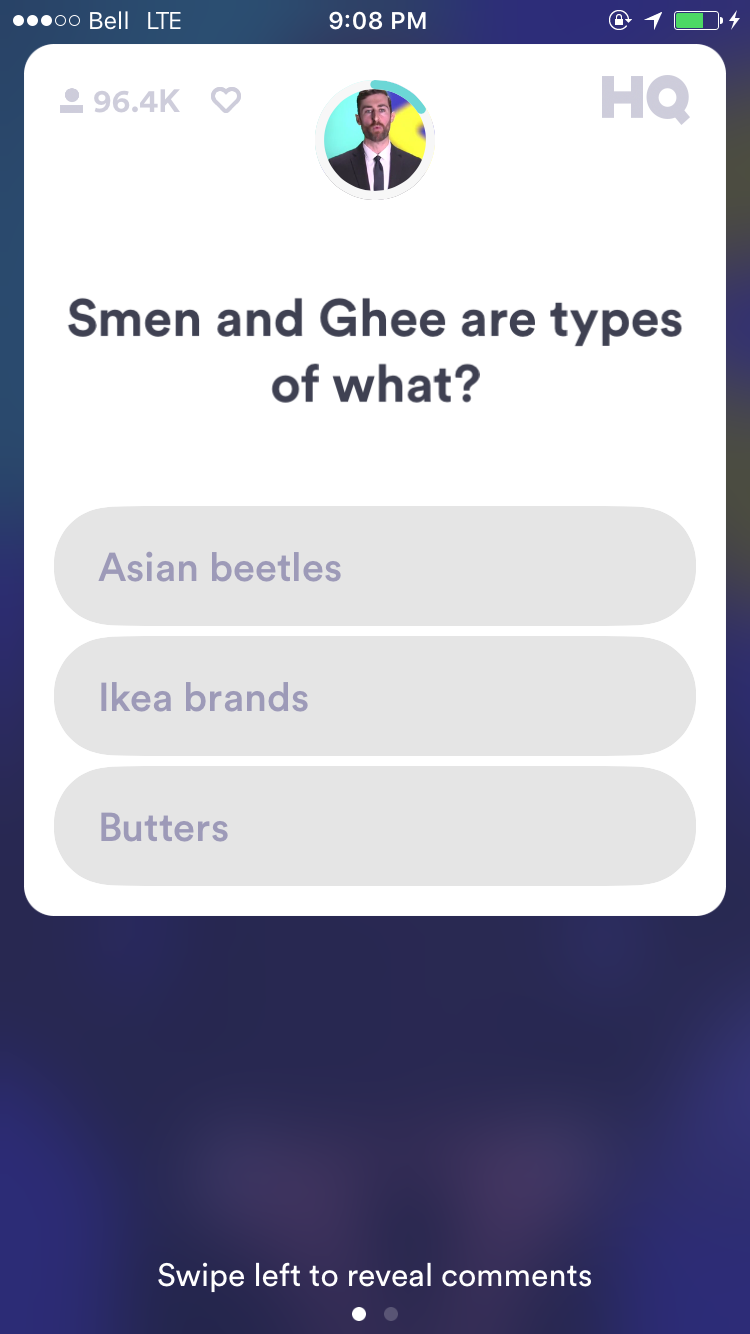 Bell LTE 9:08 PM
96.4K HQ
Smen and Ghee are types
of what?
Asian beetles
Ikea brands
Butters
Swipe left to reveal comments